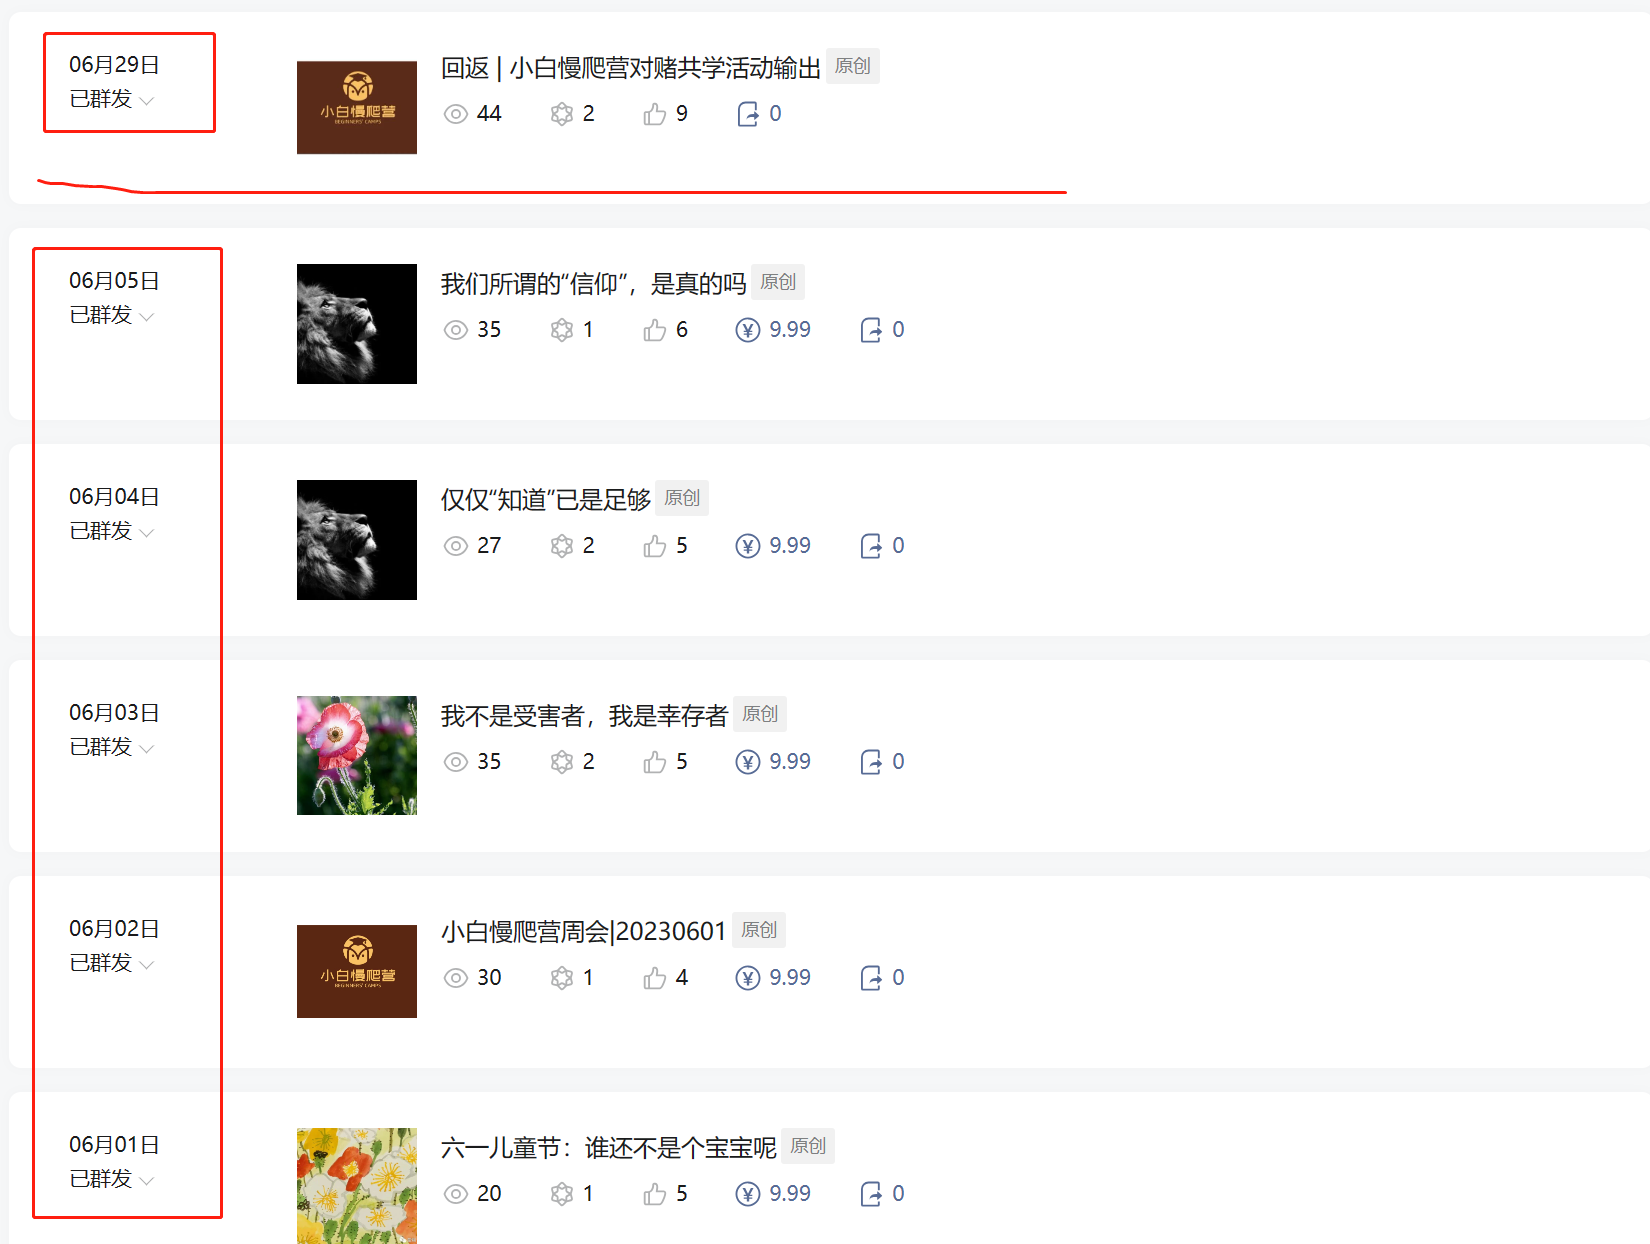 06月29日
已群发
小白慢爬营
BEGINNERS' CAMPS
回返 | 小白慢爬营对赌共学活动输出 原创
44 2 9 0
06月05日
已群发
我们所谓的“信仰”，是真的吗 原创
35 1 6 ¥ 9.99 0
06月04日
已群发
仅仅“知道”已是足够 原创
27 2 5 ¥ 9.99 0
06月03日
已群发
我不是受害者，我是幸存者 原创
35 2 5 ¥ 9.99 0
06月02日
已群发
小白慢爬营
BEGINNERS' CAMPS
小白慢爬营周会|20230601 原创
30 1 4 ¥ 9.99 0
06月01日
已群发
六一儿童节：谁还不是个宝宝呢 原创
20 1 5 ¥ 9.99 0